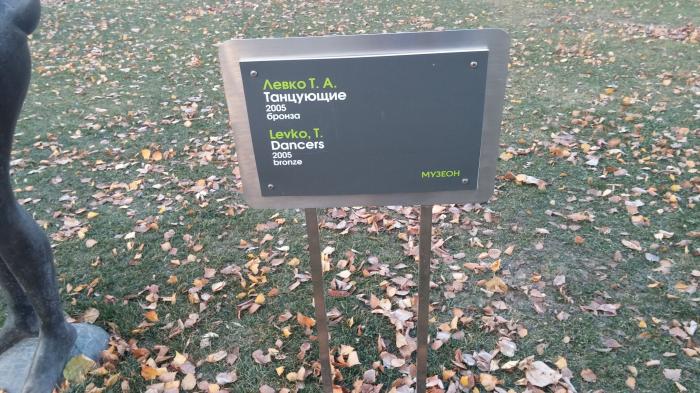 Левко Т. А.
Танцующие
2005
бронза
Levko, T.
Dancers
2005
bronze
МУЗЕОН